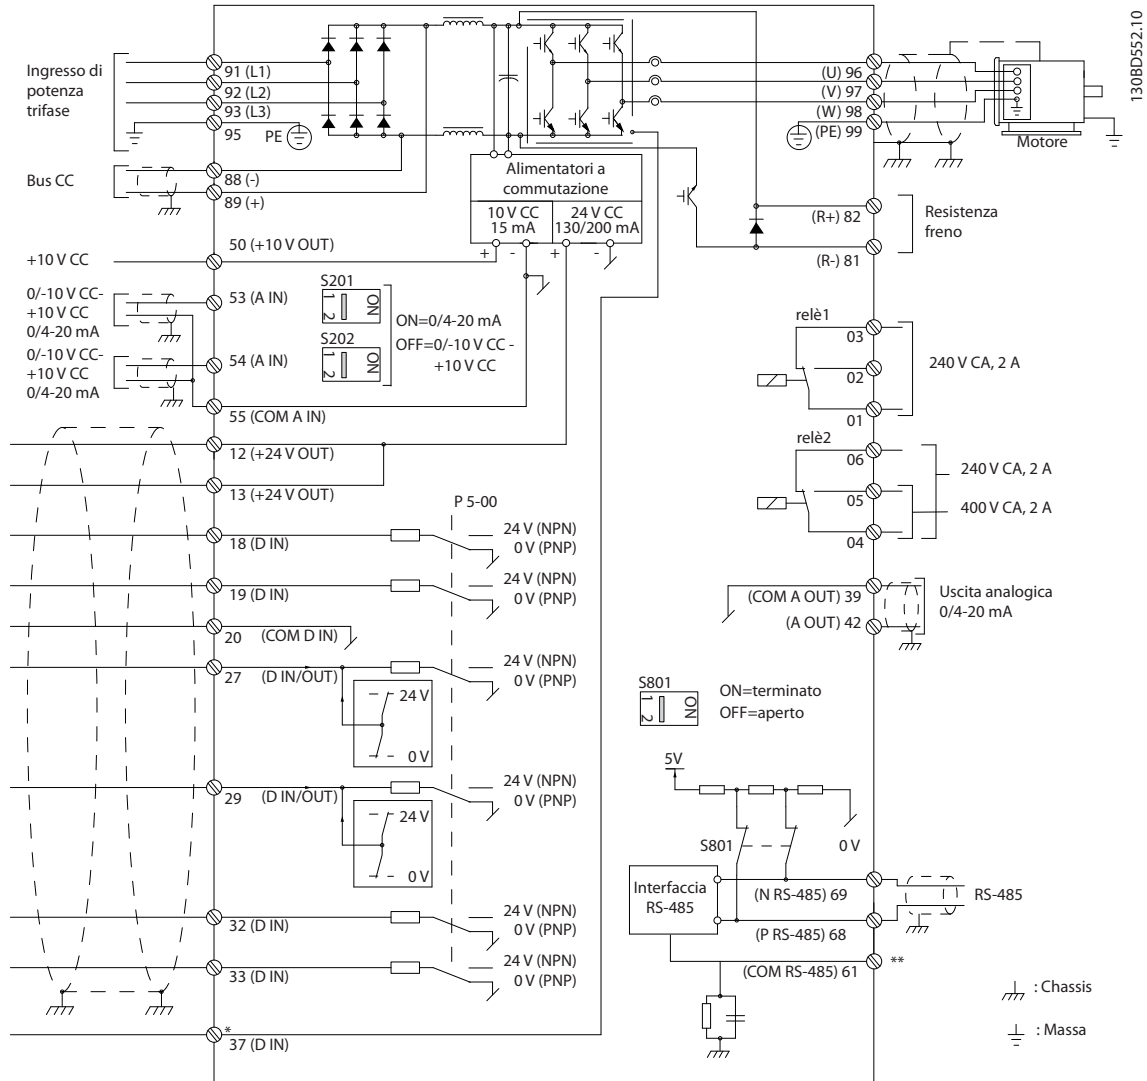 130BD552.10
Ingresso di
potenza
trifase
91 (L1)
92 (L2)
93 (L3)
95
PE
Bus CC
88 (-)
89 (+)
50 (+10 V OUT)
+10 V CC
0/-10 V CC-
+10 V CC
0/4-20 mA
53 (A IN)
0/-10 V CC-
+10 V CC
0/4-20 mA
54 (A IN)
55 (COM A IN)
12 (+24 V OUT)
13 (+24 V OUT)
18 (D IN)
19 (D IN)
20 (COM D IN)
27 (D IN/OUT)
24 V
0 V
29 (D IN/OUT)
24 V
0 V
32 (D IN)
33 (D IN)
*
37 (D IN)
Alimentatori a
commutazione
10 V CC
15 mA
24 V CC
130/200 mA
+ - + -
S201
1 2 ON
S202
1 2 ON
ON=0/4-20 mA
OFF=0/-10 V CC -
+10 V CC
P 5-00
24 V (NPN)
0 V (PNP)
24 V (NPN)
0 V (PNP)
24 V (NPN)
0 V (PNP)
24 V (NPN)
0 V (PNP)
24 V (NPN)
0 V (PNP)
24 V (NPN)
0 V (PNP)
(U) 96
(V) 97
(W) 98
(PE) 99
Motore
(R+) 82
(R-) 81
Resistenza
freno
relè1
03
02
01
240 V CA, 2 A
relè2
06
05
04
240 V CA, 2 A
400 V CA, 2 A
(COM A OUT) 39
(A OUT) 42
Uscita analogica
0/4-20 mA
S801
1 2 ON
ON=terminato
OFF=aperto
5V
S801
0 V
Interfaccia
RS-485
(N RS-485) 69
(P RS-485) 68
(COM RS-485) 61
**
RS-485
: Chassis
: Massa